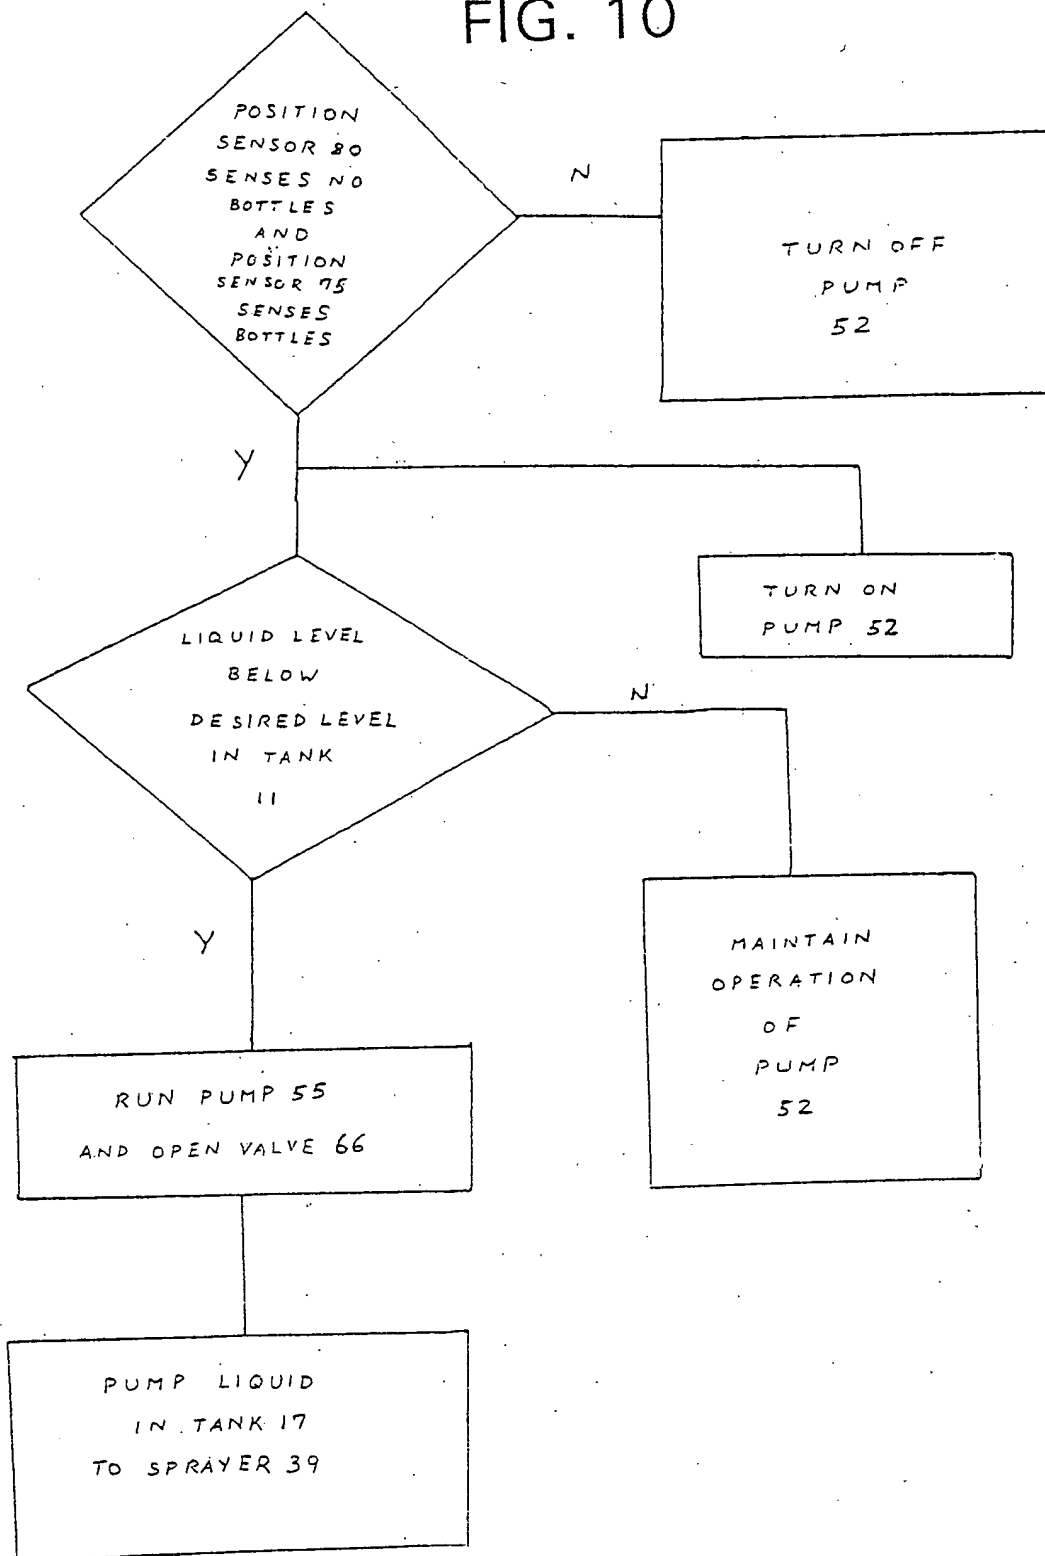 FIG. 10
POSITION
SENSOR 80
SENSES NO
BOTTLES
AND
POSITION
SENSOR 75
SENSES
BOTTLES
N
TURN OFF
PUMP
52
Y
TURN ON
PUMP 52
LIQUID LEVEL
BELOW
DESIRED LEVEL
IN TANK
11
N
MAINTAIN
OPERATION
OF
PUMP
52
Y
RUN PUMP 55
AND OPEN VALVE 66
PUMP LIQUID
IN TANK 17
TO SPRAYER 39